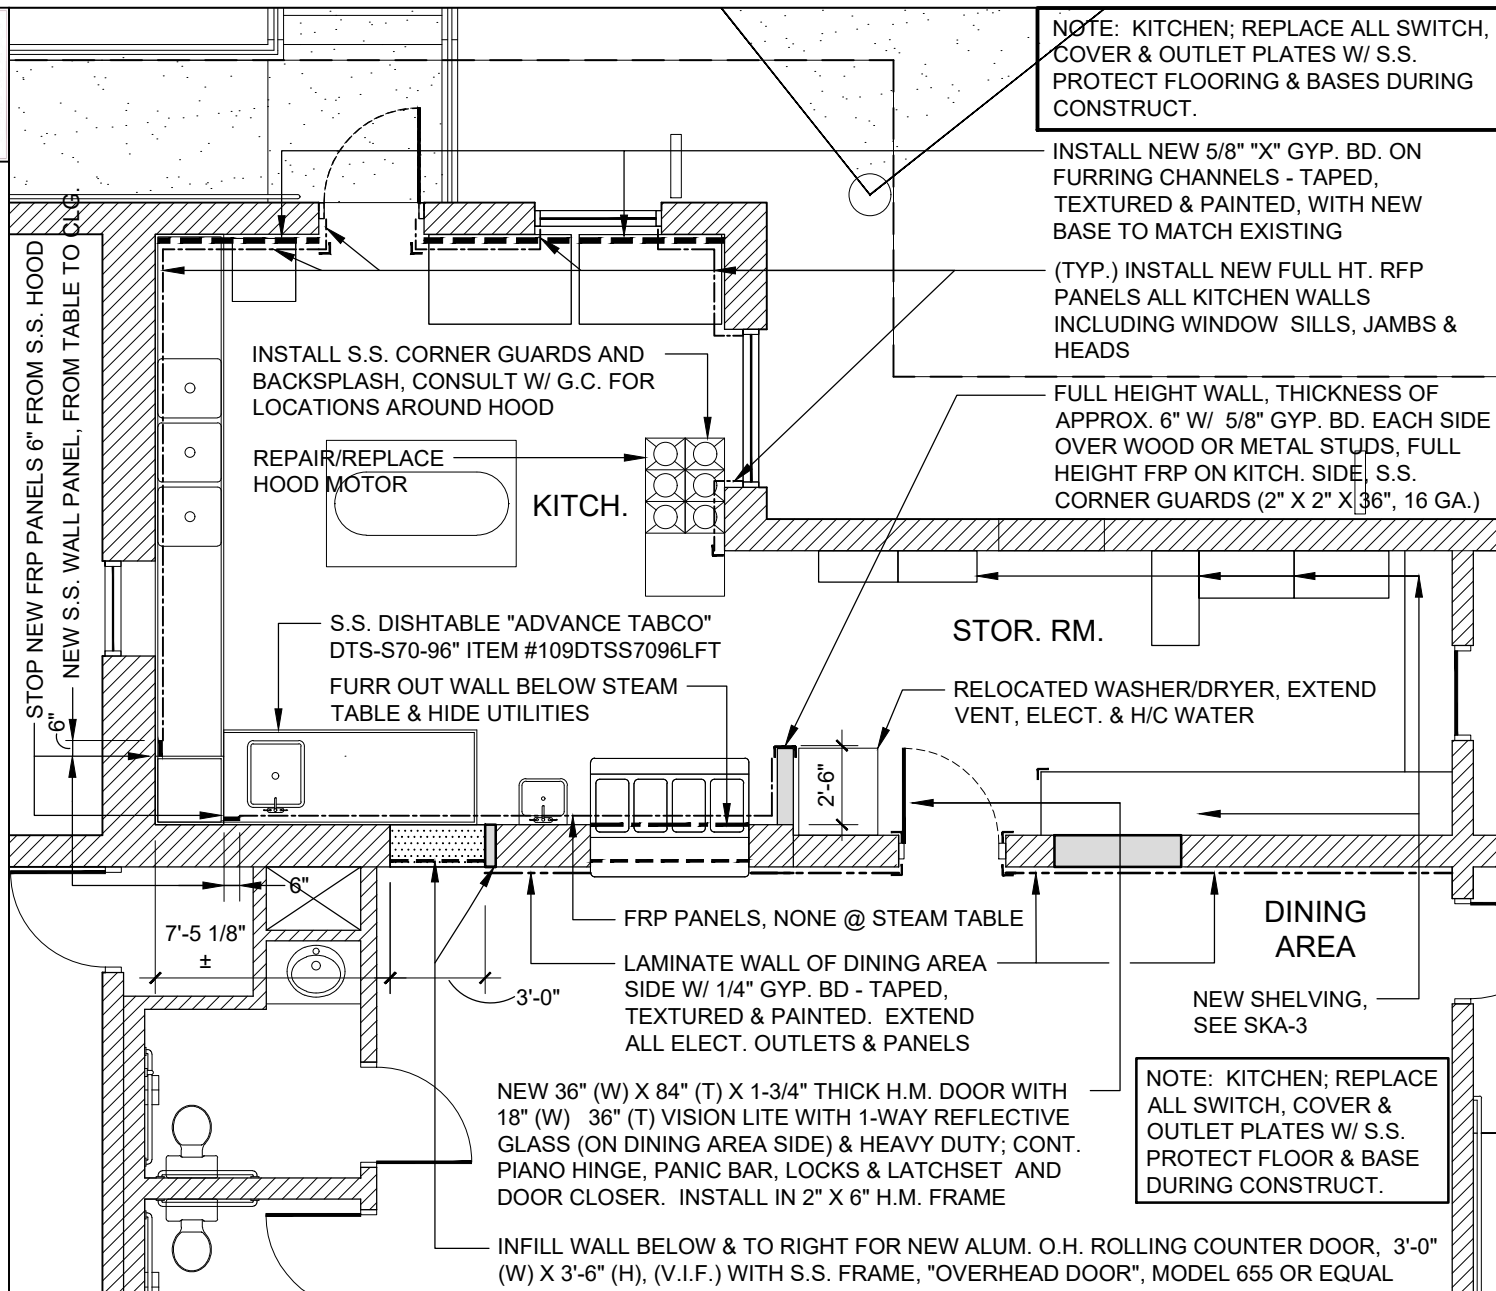 NOTE: KITCHEN; REPLACE ALL SWITCH,
COVER & OUTLET PLATES W/ S.S.
PROTECT FLOORING & BASES DURING
CONSTRUCT.
INSTALL NEW 5/8" "X" GYP. BD. ON
FURRING CHANNELS - TAPED,
TEXTURED & PAINTED, WITH NEW
BASE TO MATCH EXISTING
(TYP.) INSTALL NEW FULL HT. RFP
PANELS ALL KITCHEN WALLS
INCLUDING WINDOW SILLS, JAMBS &
HEADS
FULL HEIGHT WALL, THICKNESS OF
APPROX. 6" W/ 5/8" GYP. BD. EACH SIDE
OVER WOOD OR METAL STUDS, FULL
HEIGHT FRP ON KITCH. SIDE, S.S.
CORNER GUARDS (2" X 2" X 36", 16 GA.)
STOP NEW FRP PANELS 6" FROM S.S. HOOD
NEW S.S. WALL PANEL, FROM TABLE TO CLG.
INSTALL S.S. CORNER GUARDS AND
BACKSPLASH, CONSULT W/ G.C. FOR
LOCATIONS AROUND HOOD
REPAIR/REPLACE
HOOD MOTOR
KITCH.
S.S. DISHTABLE "ADVANCE TABCO"
DTS-S70-96" ITEM #109DTSS7096LFT
FURR OUT WALL BELOW STEAM
TABLE & HIDE UTILITIES
STOR. RM.
RELOCATED WASHER/DRYER, EXTEND
VENT, ELECT. & H/C WATER
6"
2'-6"
6"
7'-5 1/8"
±
3'-0"
FRP PANELS, NONE @ STEAM TABLE
LAMINATE WALL OF DINING AREA
SIDE W/ 1/4" GYP. BD - TAPED,
TEXTURED & PAINTED. EXTEND
ALL ELECT. OUTLETS & PANELS
DINING
AREA
NEW SHELVING,
SEE SKA-3
NEW 36" (W) X 84" (T) X 1-3/4" THICK H.M. DOOR WITH
18" (W) 36" (T) VISION LITE WITH 1-WAY REFLECTIVE
GLASS (ON DINING AREA SIDE) & HEAVY DUTY; CONT.
PIANO HINGE, PANIC BAR, LOCKS & LATCHSET AND
DOOR CLOSER. INSTALL IN 2" X 6" H.M. FRAME
NOTE: KITCHEN; REPLACE
ALL SWITCH, COVER &
OUTLET PLATES W/ S.S.
PROTECT FLOOR & BASE
DURING CONSTRUCT.
INFILL WALL BELOW & TO RIGHT FOR NEW ALUM. O.H. ROLLING COUNTER DOOR, 3'-0"
(W) X 3'-6" (H), (V.I.F.) WITH S.S. FRAME, "OVERHEAD DOOR", MODEL 655 OR EQUAL